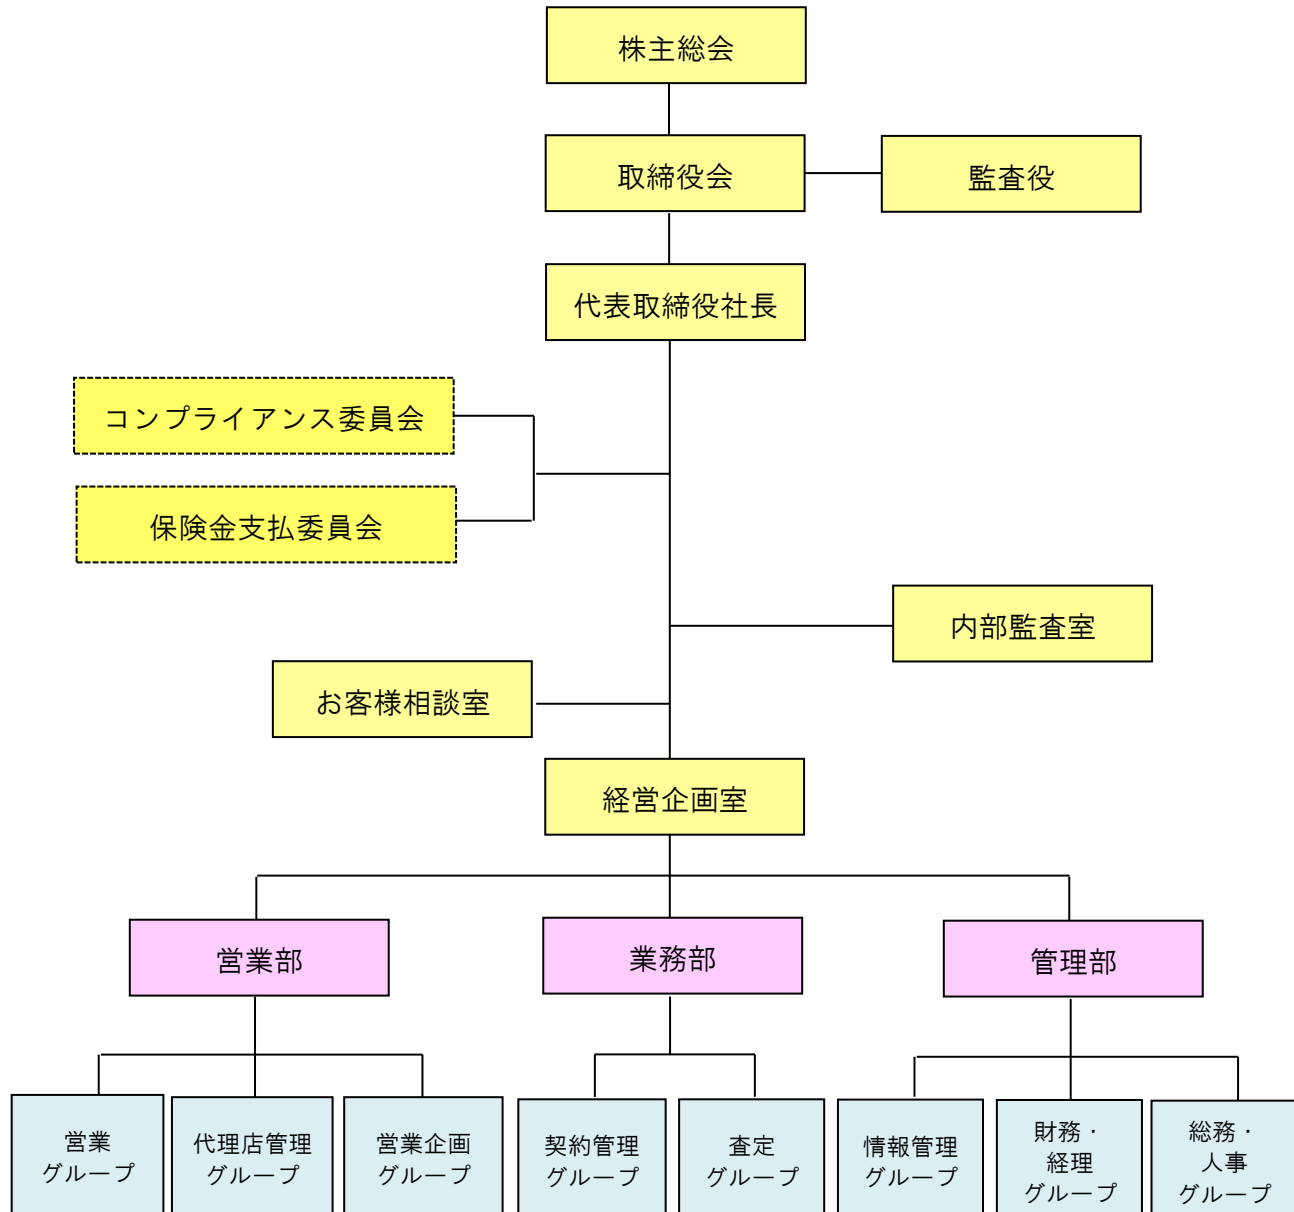 株主総会
取締役会
監査役
代表取締役社長
コンプライアンス委員会
保険金支払委員会
内部監査室
お客様相談室
経営企画室
営業部
業務部
管理部
営業
グループ
代理店管理
グループ
営業企画
グループ
契約管理
グループ
査定
グループ
情報管理
グループ
財務・
経理
グループ
総務・
人事
グループ